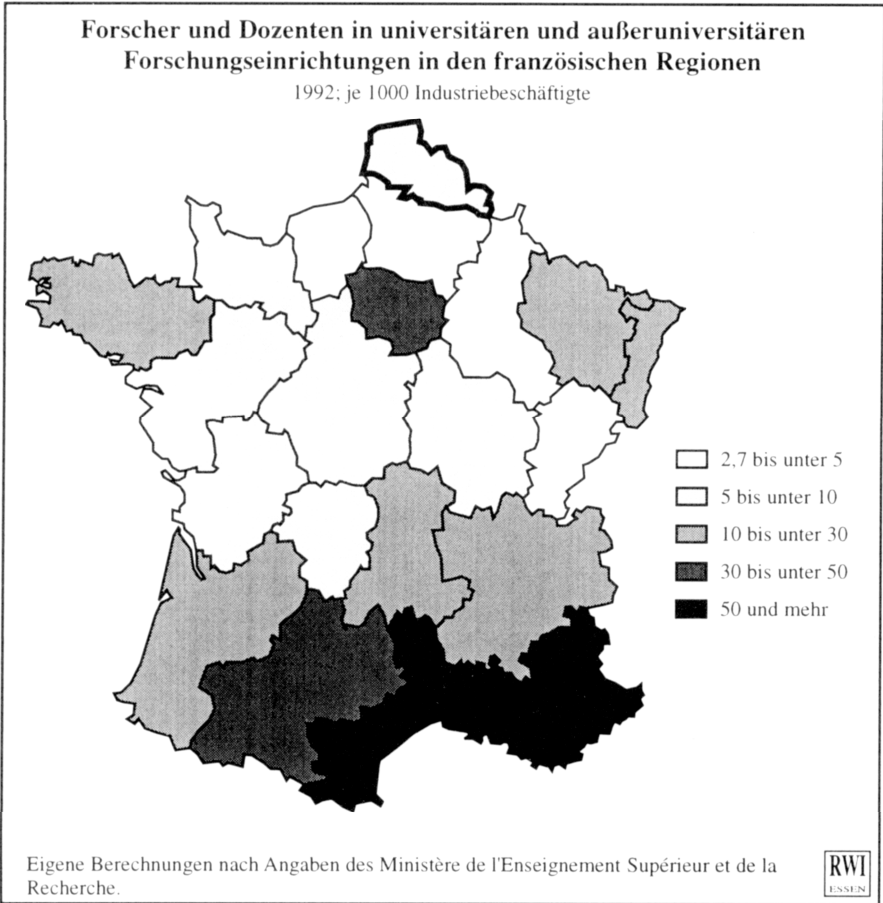 Forscher und Dozenten in universitären und außeruniversitären
Forschungseinrichtungen in den französischen Regionen
1992; je 1000 Industriebeschäftigte
2,7 bis unter 5
5 bis unter 10
10 bis unter 30
30 bis unter 50
50 und mehr
Eigene Berechnungen nach Angaben des Ministère de l'Enseignement Supérieur et de la
Recherche.
RWI
ESSEN